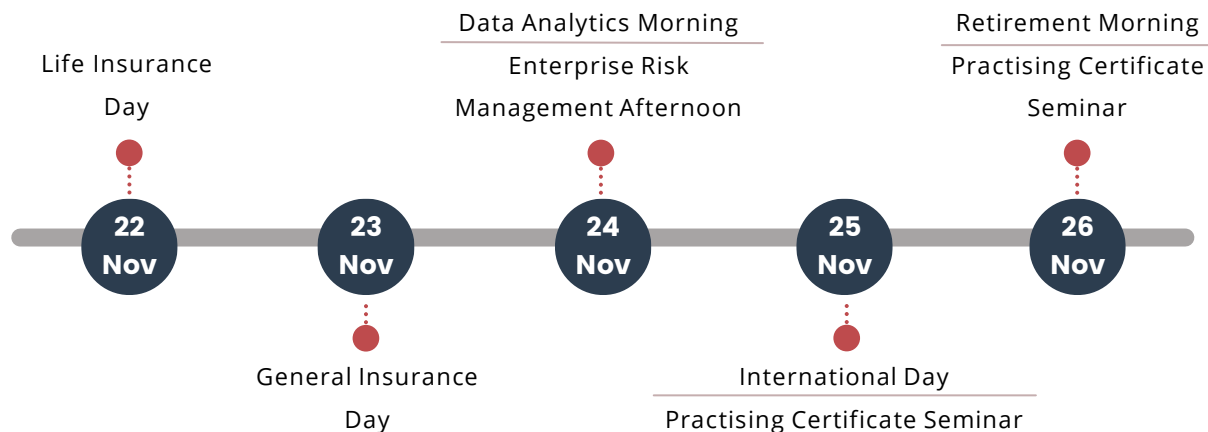 Life Insurance
Day
22
Nov
General Insurance
Day
23
Nov
Data Analytics Morning
Enterprise Risk
Management Afternoon
24
Nov
International Day
Practising Certificate Seminar
25
Nov
Retirement Morning
Practising Certificate
Seminar
26
Nov